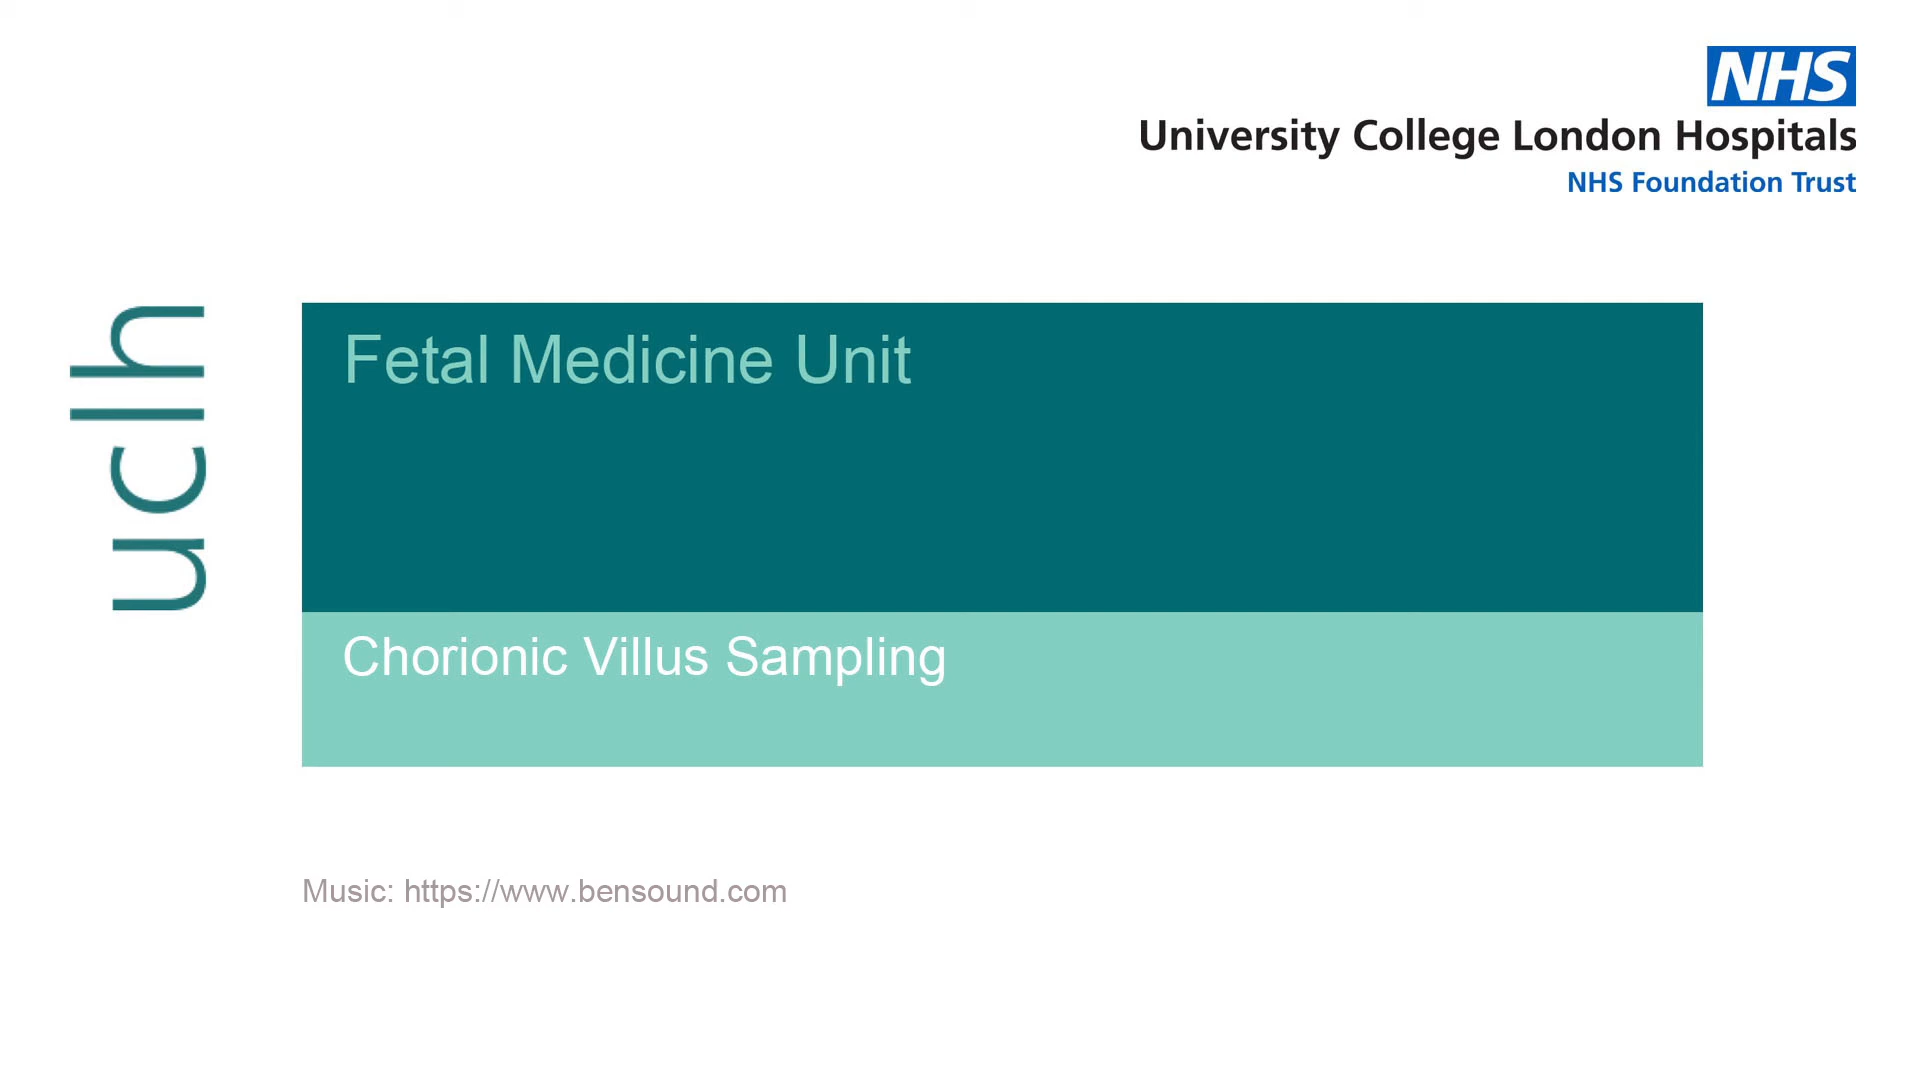 NHS
University College London Hospitals
NHS Foundation Trust
uclh
Fetal Medicine Unit
Chorionic Villus Sampling
Music: https://www.bensound.com